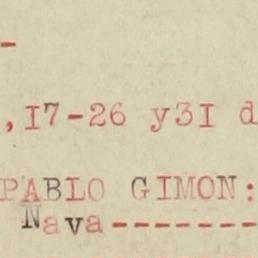 -
,I7-26 y3I d
PABLO GIMON:
Nava-------